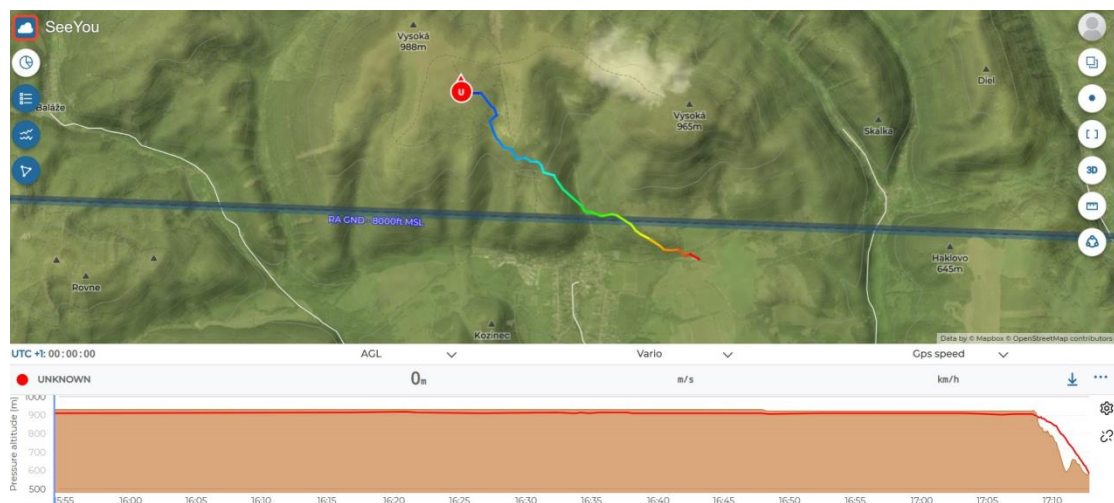 SeeYou
Vysoká
988m
Diel
Baláže
Vysoká
965m
Skalka
U
3D
RA GND - 8000ft MSL
Haklovo
645m
Rovne
Kozinec
Data by © Mapbox © OpenStreetMap contributors
UTC +1: 00:00:00 AGL Vario Gps speed
UNKNOWN 0m m/s km/h
Pressure altitude (m)
1000
900
800
700
600
500
15:55 16:00 16:05 16:10 16:15 16:20 16:25 16:30 16:35 16:40 16:45 16:50 16:55 17:00 17:05 17:10